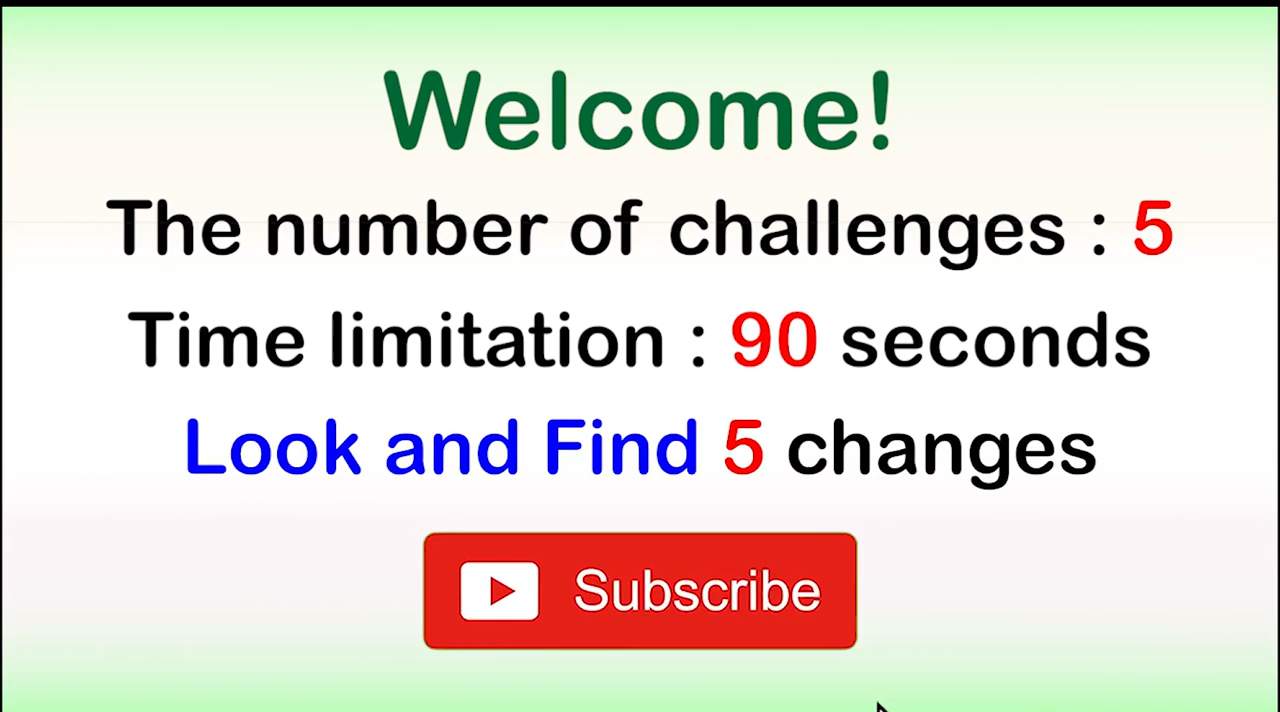 Welcome!
The number of challenges : 5
Time limitation : 90 seconds
Look and Find 5 changes
Subscribe